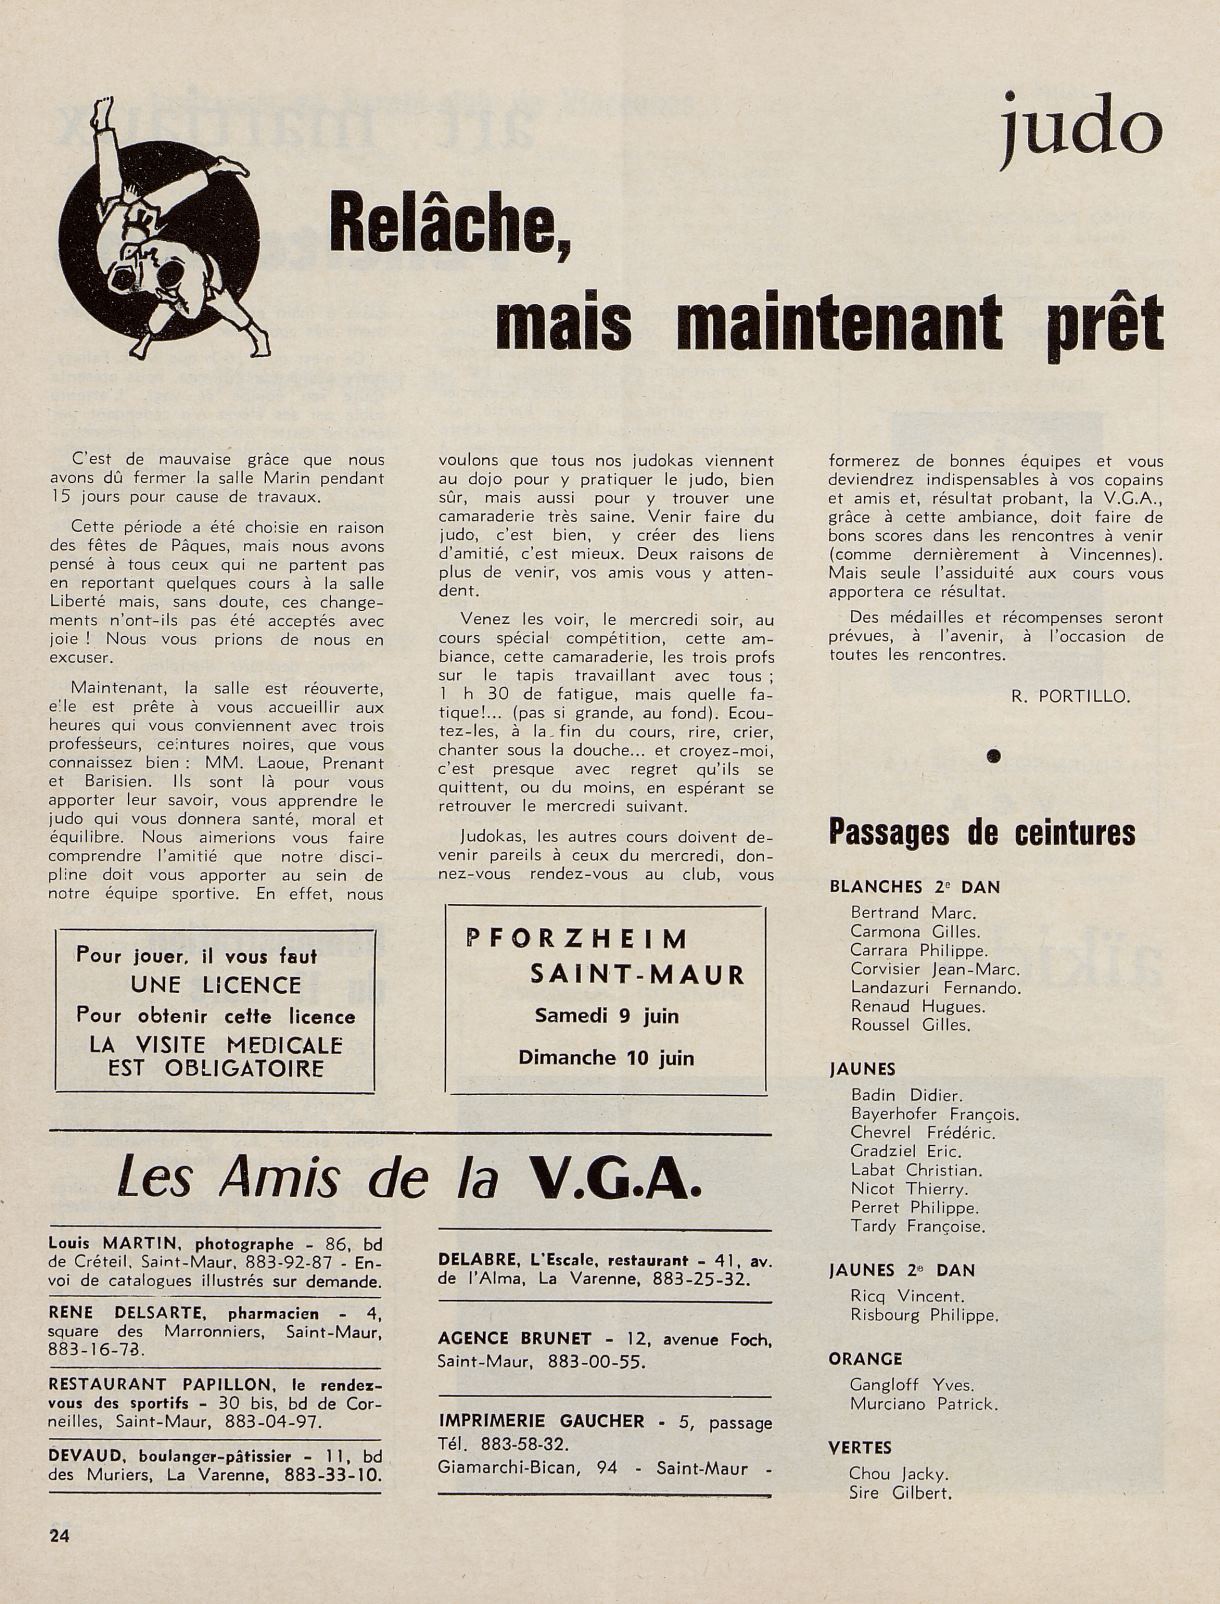 judo
Relâche,
mais maintenant prêt
C'est de mauvaise grâce que nous
avons dû fermer la salle Marin pendant
15 jours pour cause de travaux.
Cette période a été choisie en raison
des fêtes de Pâques, mais nous avons
pensé à tous ceux qui ne partent pas
en reportant quelques cours à la salle
Liberté mais, sans doute, ces change-
ments n'ont-ils pas été acceptés avec
joie ! Nous vous prions de nous en
excuser.
Maintenant, la salle est réouverte,
elle est prête à vous accueillir aux
heures qui vous conviennent avec trois
professeurs, ceintures noires, que vous
connaissez bien : MM. Laoue, Prenant
et Barisien. Ils sont là pour vous
apporter leur savoir, vous apprendre le
judo qui vous donnera santé, moral et
équilibre. Nous aimerions vous faire
comprendre l'amitié que notre disci-
pline doit vous apporter au sein de
notre équipe sportive. En effet, nous
voulons que tous nos judokas viennent
au dojo pour y pratiquer le judo, bien
sûr, mais aussi pour y trouver une
camaraderie très saine. Venir faire du
judo, c'est bien, y créer des liens
d'amitié, c'est mieux. Deux raisons de
plus de venir, vos amis vous y atten-
dent.
Venez les voir, le mercredi soir, au
cours spécial compétition, cette am-
biance, cette camaraderie, les trois profs
sur le tapis travaillant avec tous ;
1 h 30 de fatigue, mais quelle fa-
tigue!... (pas si grande, au fond). Ecou-
tez-les, à la fin du cours, rire, crier,
chanter sous la douche... et croyez-moi,
c'est presque avec regret qu'ils se
quittent, ou du moins, en espérant se
retrouver le mercredi suivant.
Judokas, les autres cours doivent de-
venir pareils à ceux du mercredi, don-
nez-vous rendez-vous au club, vous
formerez de bonnes équipes et vous
deviendrez indispensables à vos copains
et amis et, résultat probant, la V.G.A.,
grâce à cette ambiance, doit faire de
bons scores dans les rencontres à venir
(comme dernièrement à Vincennes).
Mais seule l'assiduité aux cours vous
apportera ce résultat.
Des médailles et récompenses seront
prévues, à l'avenir, à l'occasion de
toutes les rencontres.
R. PORTILLO.
Pour jouer, il vous faut
UNE LICENCE
Pour obtenir cette licence
LA VISITE MEDICALE
EST OBLIGATOIRE
PFORZHEIM
SAINT-MAUR
Samedi 9 juin
Dimanche 10 juin
Passages de ceintures
BLANCHES 2e DAN
Bertrand Marc.
Carmona Gilles.
Carrara Philippe.
Corvisier Jean-Marc.
Landazuri Fernando.
Renaud Hugues.
Roussel Gilles.
JAUNES
Badin Didier.
Bayerhofer François.
Chevrel Frédéric.
Gradziel Eric.
Labat Christian.
Nicot Thierry.
Perret Philippe.
Tardy Françoise.
JAUNES 2e DAN
Ricq Vincent.
Risbourg Philippe.
ORANGE
Gangloff Yves.
Murciano Patrick.
VERTES
Chou Jacky.
Sire Gilbert.
Les Amis de la V.G.A.
Louis MARTIN, photographe - 86, bd
de Créteil, Saint-Maur, 883-92-87 - En-
voi de catalogues illustrés sur demande.
RENE DELSARTE, pharmacien - 4,
square des Marronniers, Saint-Maur,
883-16-73.
RESTAURANT PAPILLON, le rendez-
vous des sportifs - 30 bis, bd de Cor-
neilles, Saint-Maur, 883-04-97.
DEVAUD, boulanger-pâtissier - 11, bd
des Muriers, La Varenne, 883-33-10.
DELABRE, L'Escale, restaurant - 41, av.
de l'Alma, La Varenne, 883-25-32.
AGENCE BRUNET - 12, avenue Foch,
Saint-Maur, 883-00-55.
IMPRIMERIE GAUCHER - 5, passage
Tél. 883-58-32.
Giamarchi-Bican, 94 - Saint-Maur -
24